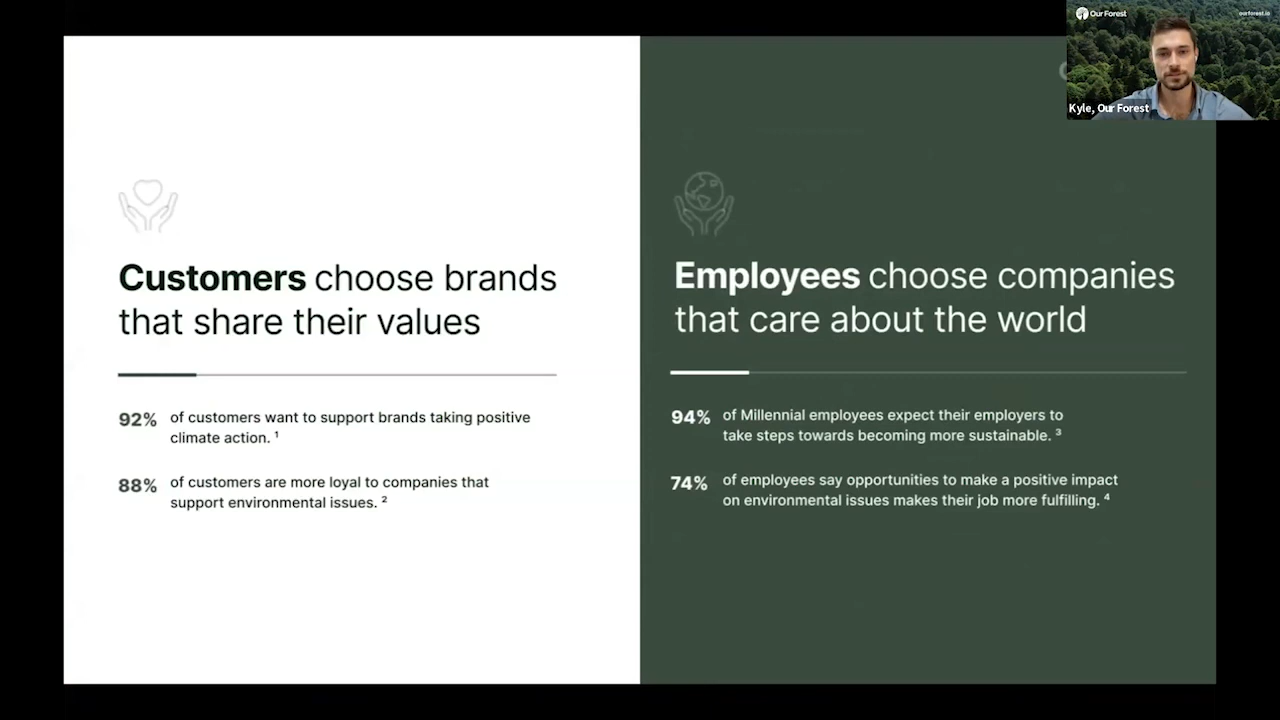 Our Forest
ourforest.io
Kyle, Our Forest
Customers choose brands
that share their values
92% of customers want to support brands taking positive
climate action. ¹
88% of customers are more loyal to companies that
support environmental issues. ²
Employees choose companies
that care about the world
94% of Millennial employees expect their employers to
take steps towards becoming more sustainable. ³
74% of employees say opportunities to make a positive impact
on environmental issues makes their job more fulfilling. ⁴